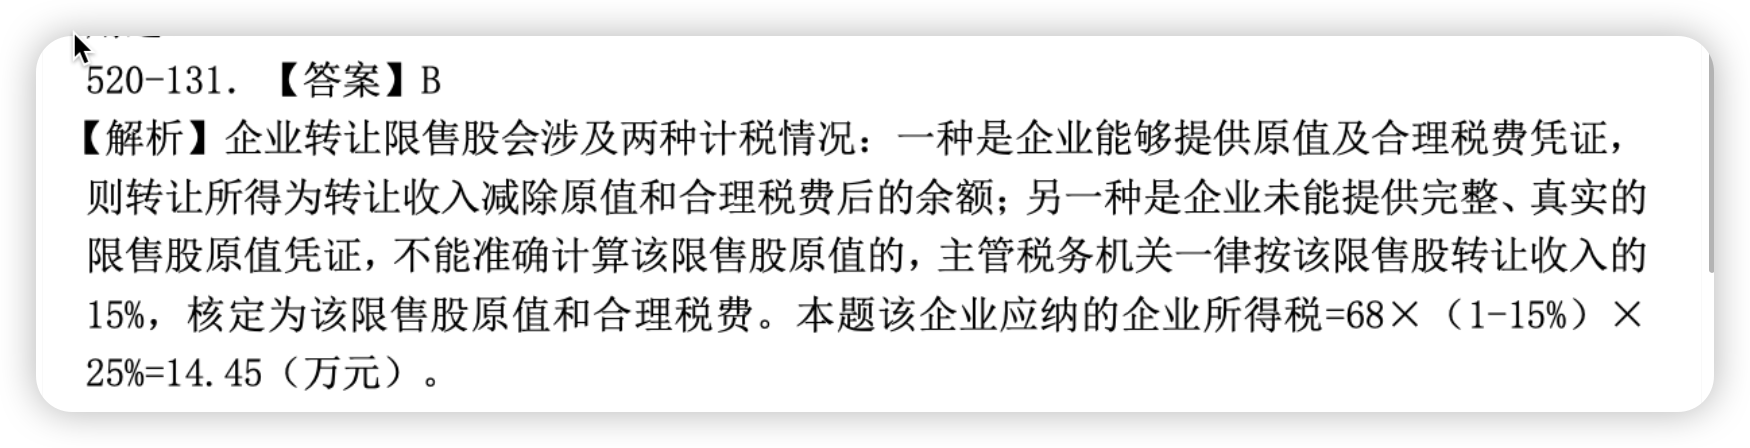 520-131. 【答案】B
【解析】企业转让限售股会涉及两种计税情况：一种是企业能够提供原值及合理税费凭证，
则转让所得为转让收入减除原值和合理税费后的余额；另一种是企业未能提供完整、真实的
限售股原值凭证，不能准确计算该限售股原值的，主管税务机关一律按该限售股转让收入的
15%，核定为该限售股原值和合理税费。本题该企业应纳的企业所得税=68×（1-15%）×
25%=14.45（万元）。